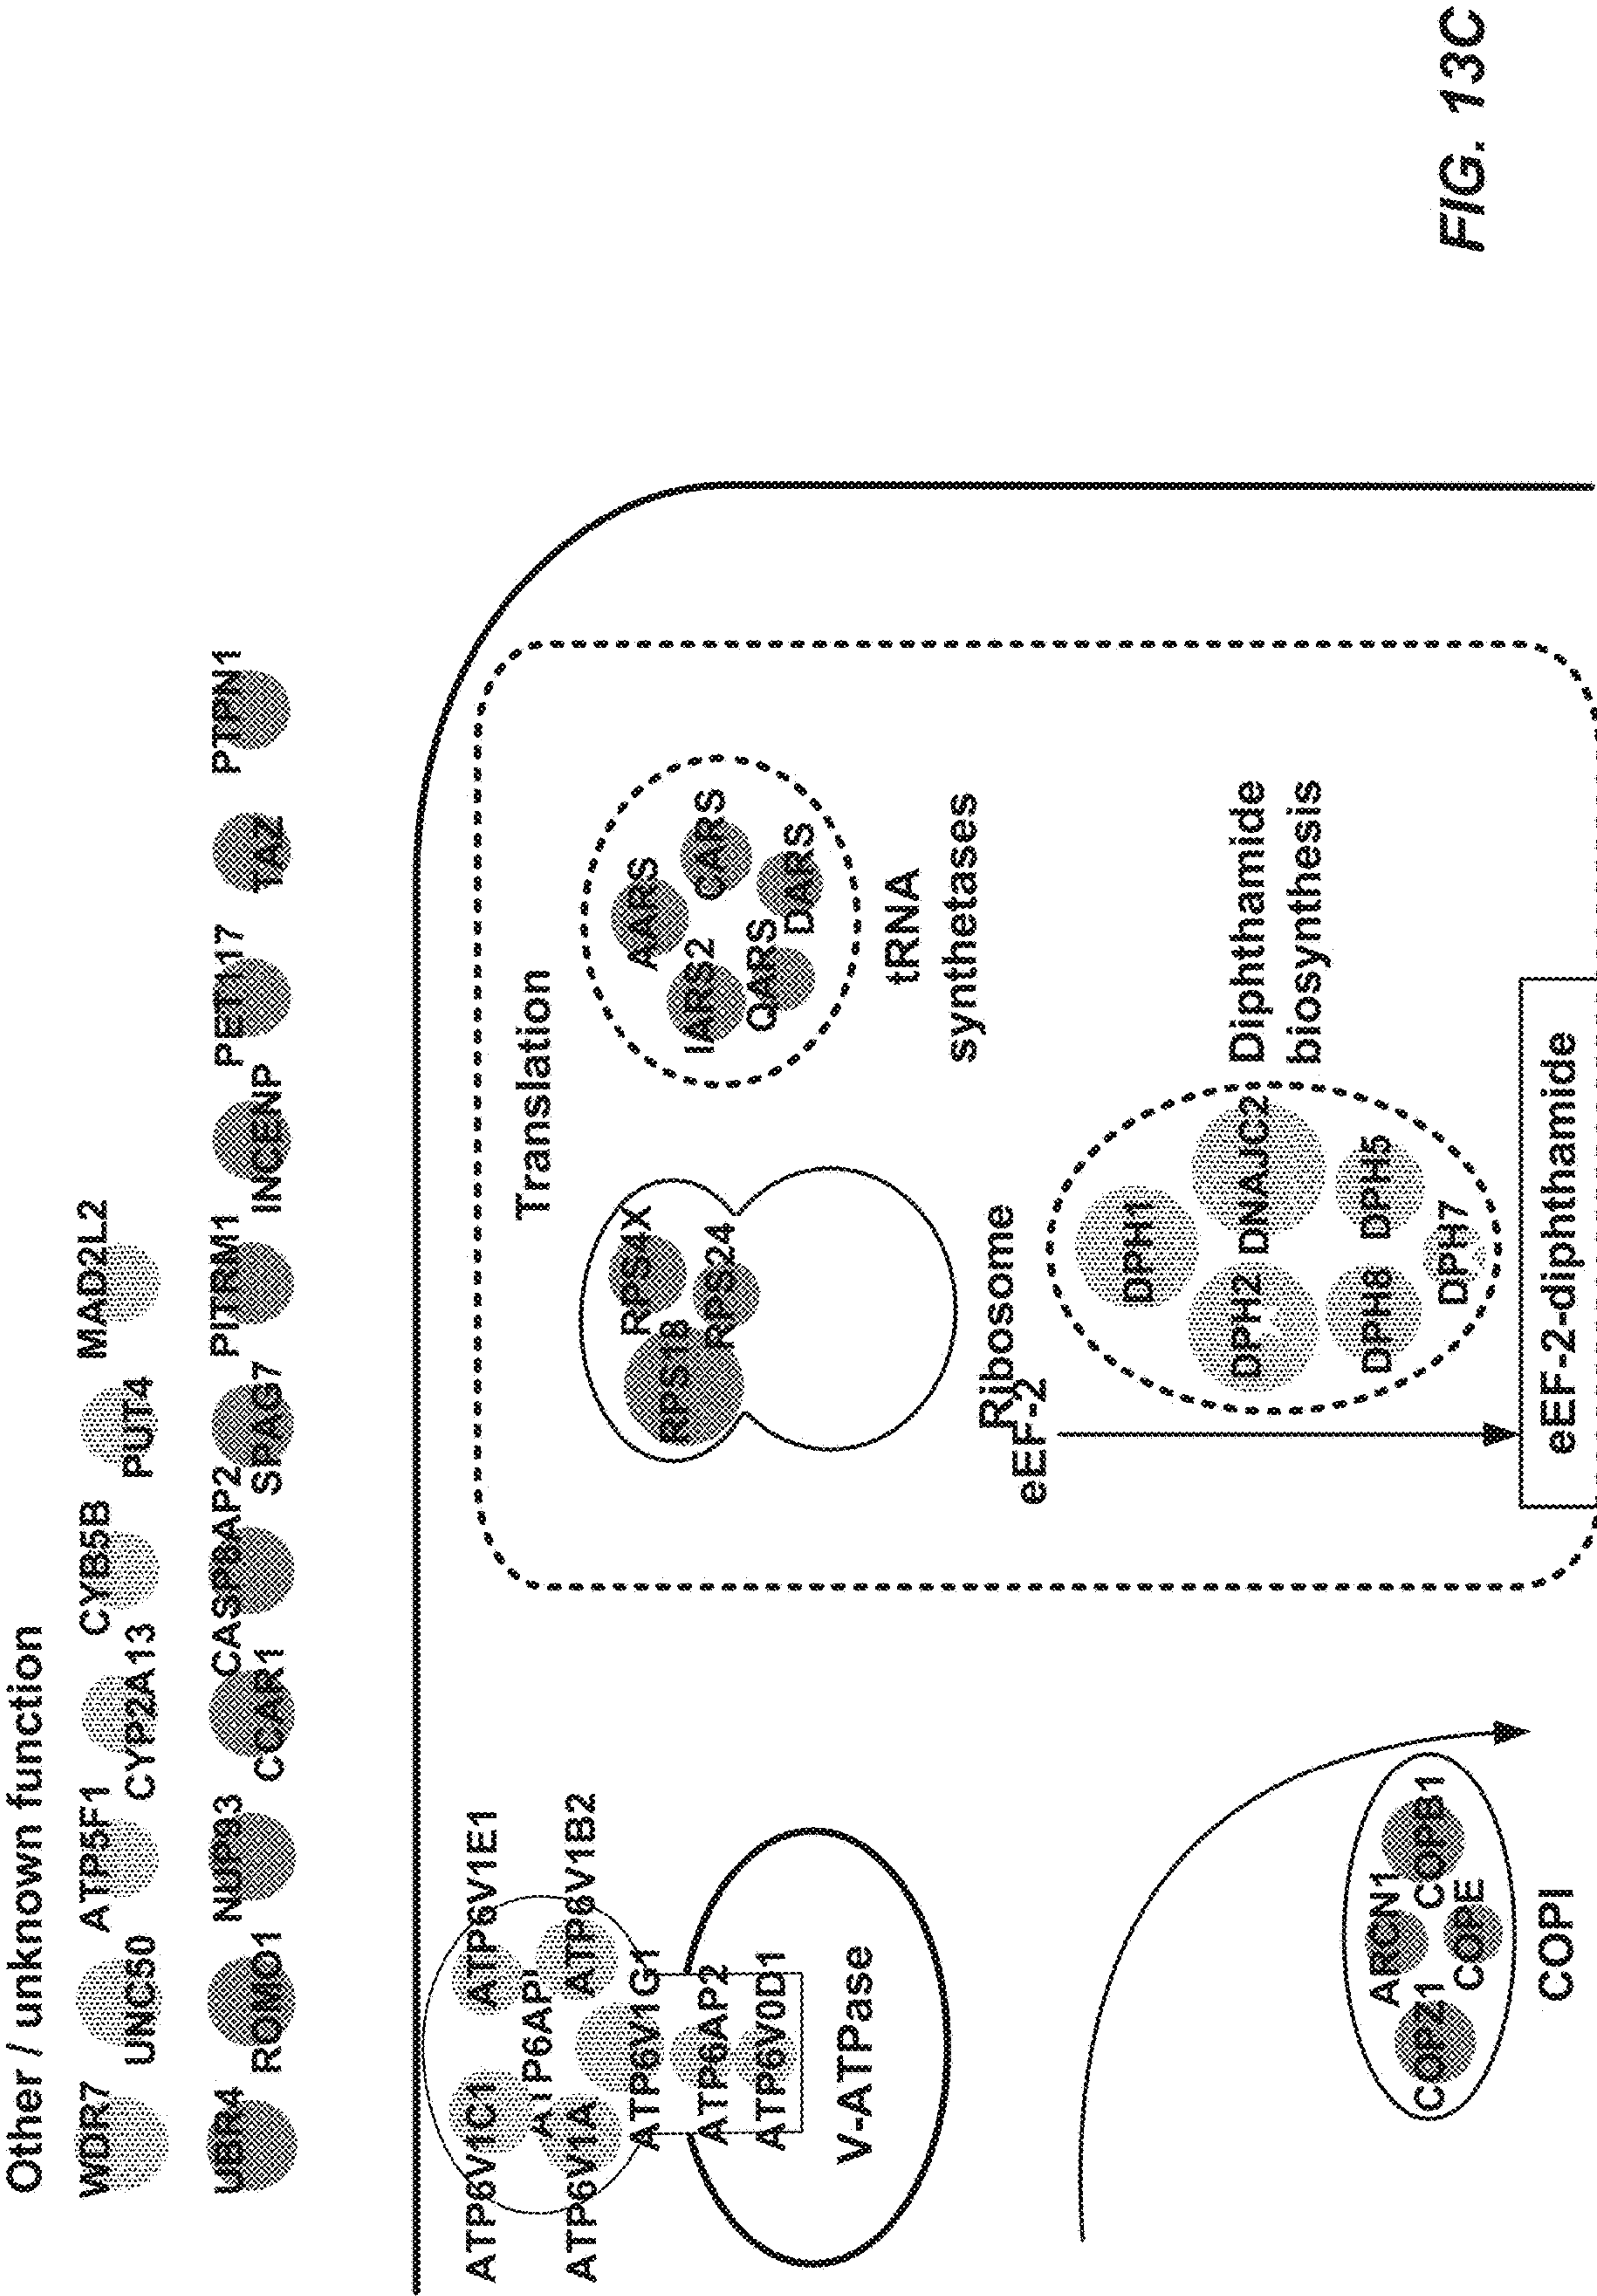 Other / unknown function
WDR7
UNC50
ATP5F1
CYP2A13
CYB5B
PUT4
MAD2L2
UBR4
ROMO1
NUP93
CCAR1
CASP8AP2
SPAG7
PITRM1
INCENP
PET117
TAZ
PTPN1
ATP6V1C1
ATP6V1E1
ATP6AP
ATP6V1A
ATP6V1B2
ATP6V1G1
ATP6AP2
ATP6V0D1
V-ATPase
Translation
RPS4X
RPS18
RPS24
Ribosome
AARS
IARS2
CARS
QARS
DARS
tRNA
synthetases
eEF-2
DPH1
DPH2
DNAJC2
DPH8
DPH5
DPH7
Diphthamide
biosynthesis
eEF-2-diphthamide
ARCN1
COPZ1
COPB1
COPE
COPI
FIG. 13C